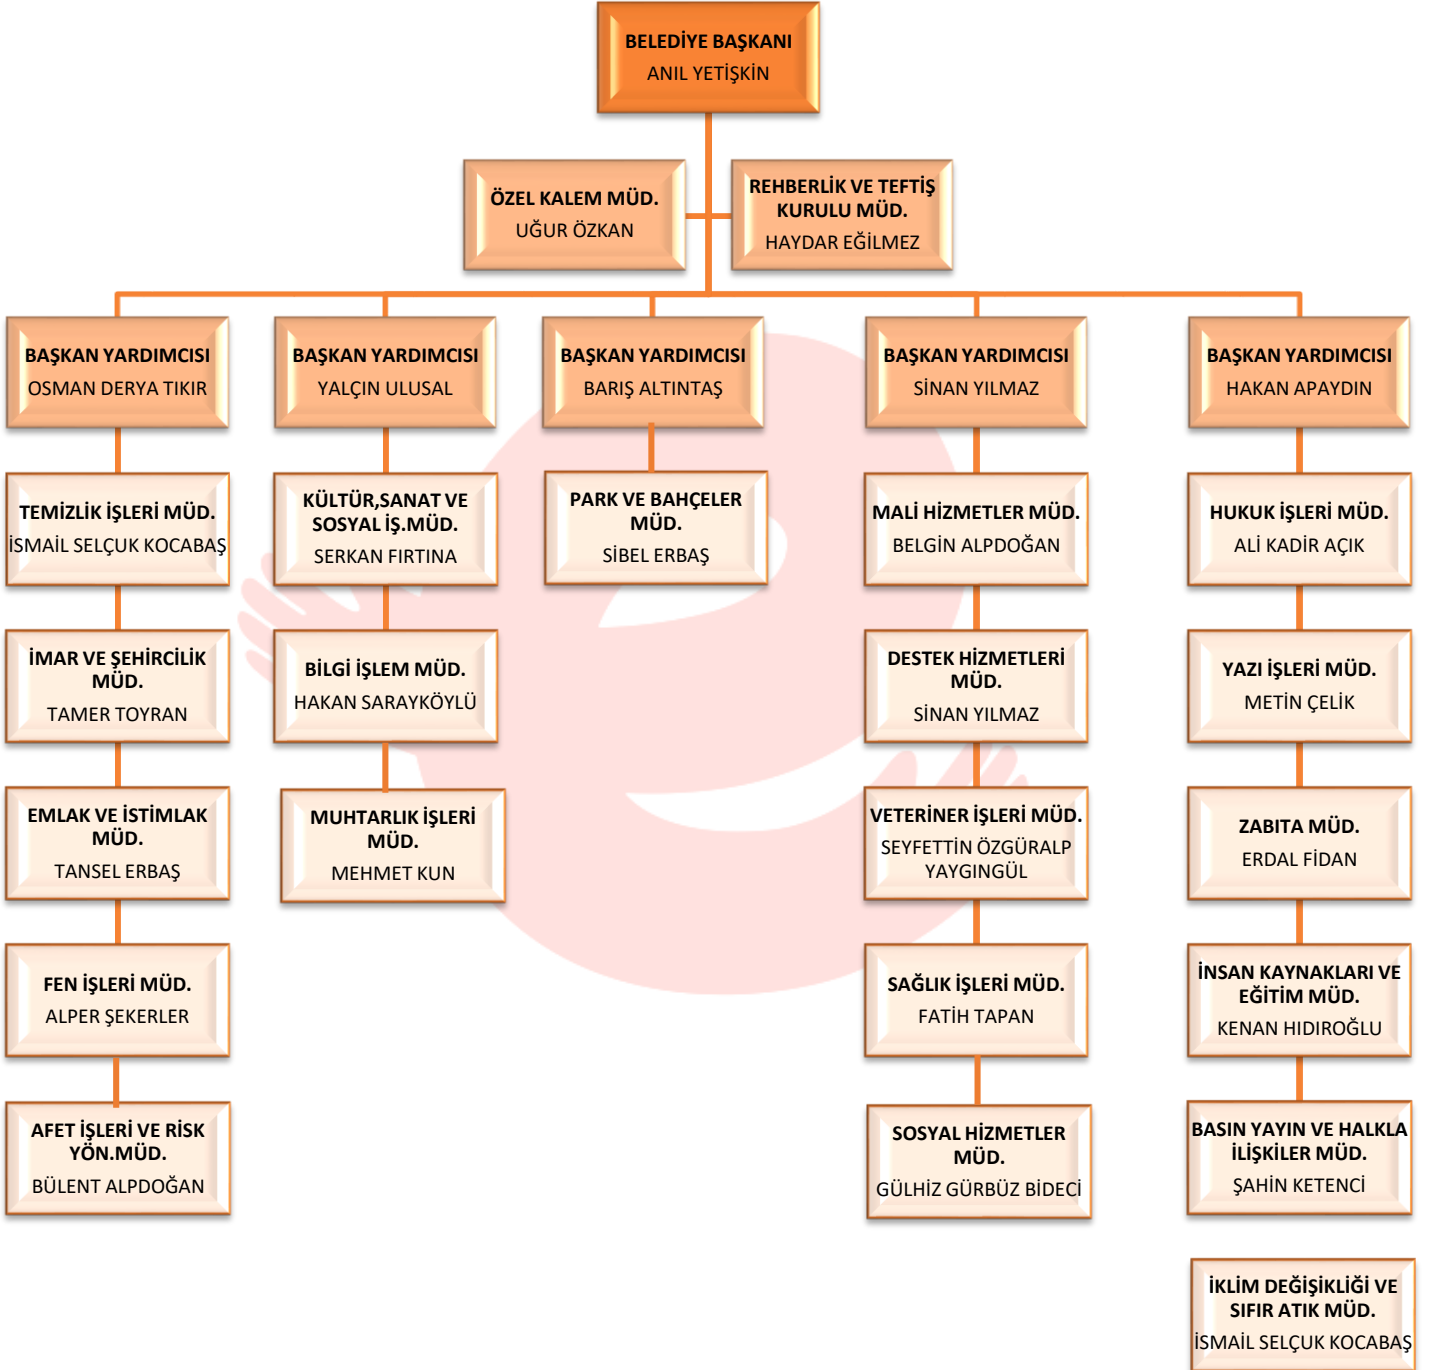 BELEDİYE BAŞKANI
ANIL YETİŞKİN
ÖZEL KALEM MÜD.
UĞUR ÖZKAN
REHBERLİK VE TEFTİŞ
KURULU MÜD.
HAYDAR EĞİLMEZ
BAŞKAN YARDIMCISI
OSMAN DERYA TIKIR
TEMİZLİK İŞLERİ MÜD.
İSMAİL SELÇUK KOCABAŞ
İMAR VE ŞEHİRCİLİK
MÜD.
TAMER TOYRAN
EMLAK VE İSTİMLAK
MÜD.
TANSEL ERBAŞ
FEN İŞLERİ MÜD.
ALPER ŞEKERLER
AFET İŞLERİ VE RİSK
YÖN.MÜD.
BÜLENT ALPDOĞAN
BAŞKAN YARDIMCISI
YALÇIN ULUSAL
KÜLTÜR,SANAT VE
SOSYAL İŞ.MÜD.
SERKAN FIRTINA
BİLGİ İŞLEM MÜD.
HAKAN SARAYKÖYLÜ
MUHTARLIK İŞLERİ
MÜD.
MEHMET KUN
BAŞKAN YARDIMCISI
BARIŞ ALTINTAŞ
PARK VE BAHÇELER
MÜD.
SİBEL ERBAŞ
BAŞKAN YARDIMCISI
SİNAN YILMAZ
MALİ HİZMETLER MÜD.
BELGİN ALPDOĞAN
DESTEK HİZMETLERİ
MÜD.
SİNAN YILMAZ
VETERİNER İŞLERİ MÜD.
SEYFETTİN ÖZGÜRALP
YAYGINGÜL
SAĞLIK İŞLERİ MÜD.
FATİH TAPAN
SOSYAL HİZMETLER
MÜD.
GÜLHİZ GÜRBÜZ BİDECİ
BAŞKAN YARDIMCISI
HAKAN APAYDIN
HUKUK İŞLERİ MÜD.
ALİ KADİR AÇIK
YAZI İŞLERİ MÜD.
METİN ÇELİK
ZABITA MÜD.
ERDAL FİDAN
İNSAN KAYNAKLARI VE
EĞİTİM MÜD.
KENAN HIDIROĞLU
BASIN YAYIN VE HALKLA
İLİŞKİLER MÜD.
ŞAHİN KETENCİ
İKLİM DEĞİŞİKLİĞİ VE
SIFIR ATIK MÜD.
İSMAİL SELÇUK KOCABAŞ